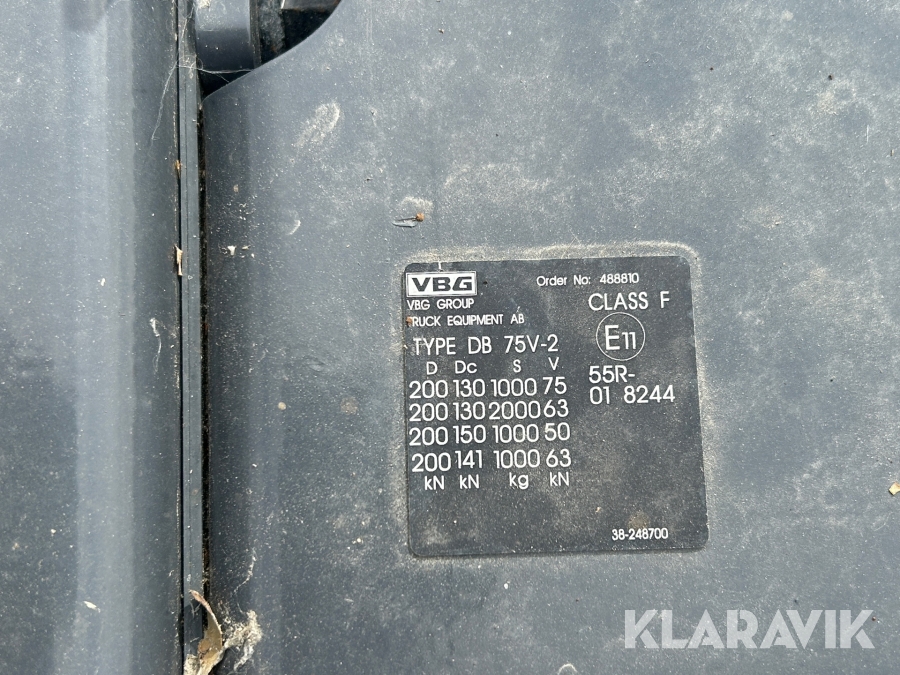 VBG
Order No: 488810
VBG GROUP
TRUCK EQUIPMENT AB
CLASS F
E11
TYPE DB 75V-2
D Dc S V
200 130 1000 75
200 130 2000 63
200 150 1000 50
200 141 1000 63
kN kN kg kN
55R-
01 8244
38-248700
KLARAVIK